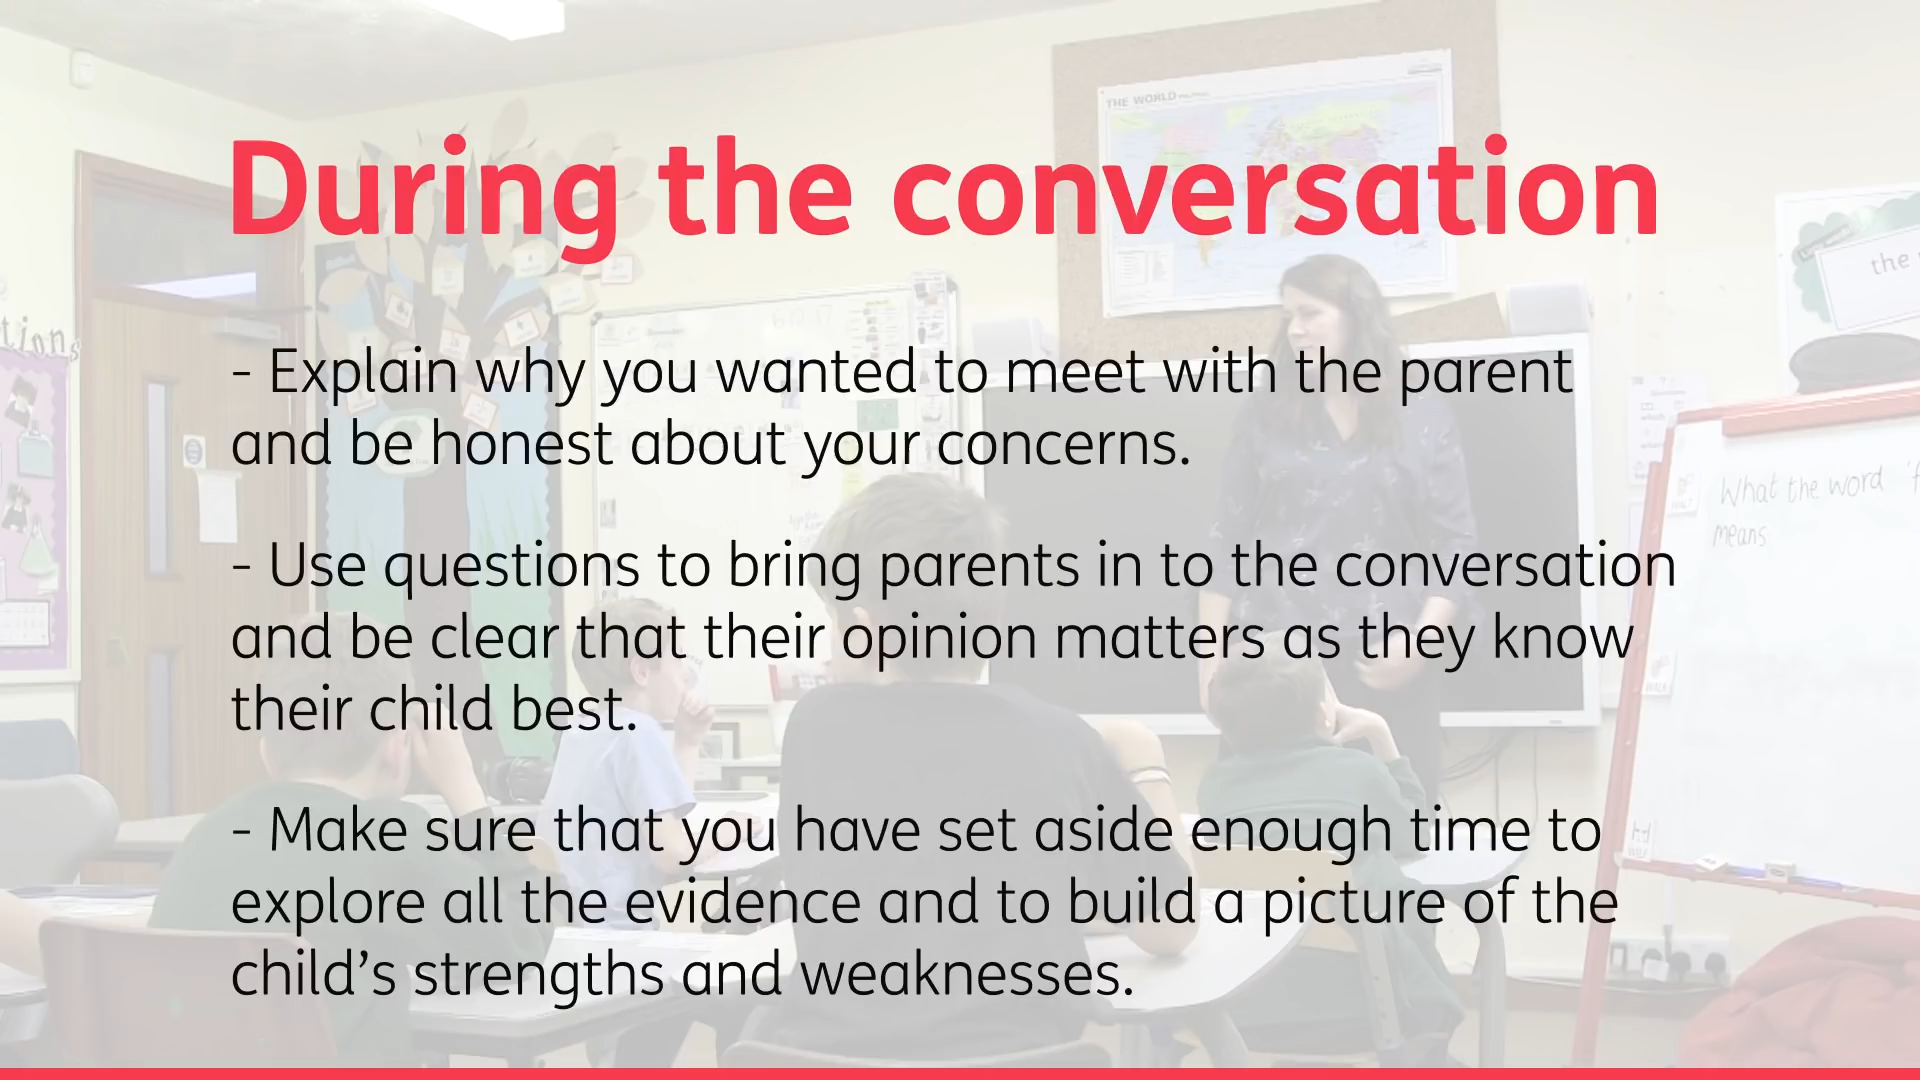 During the conversation
- Explain why you wanted to meet with the parent
and be honest about your concerns.
- Use questions to bring parents in to the conversation
and be clear that their opinion matters as they know
their child best.
- Make sure that you have set aside enough time to
explore all the evidence and to build a picture of the
child’s strengths and weaknesses.
THE WORLD
the
What the word 'f
means
tions